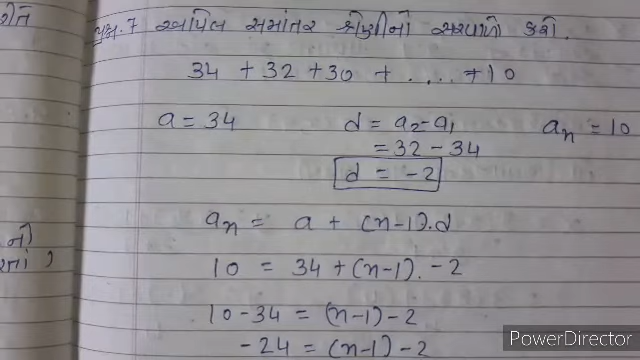 પ્રશ્ન.7 આપેલ સમાંતર શ્રેણીનો સરવાળો કરો.
34 + 32 + 30 + .... + 10
a = 34 d = a₂-a₁ aₙ = 10
= 32 - 34
d = -2
aₙ = a + (n-1).d
10 = 34 + (n-1). -2
10 - 34 = (n-1) -2
-24 = (n-1) -2
PowerDirector